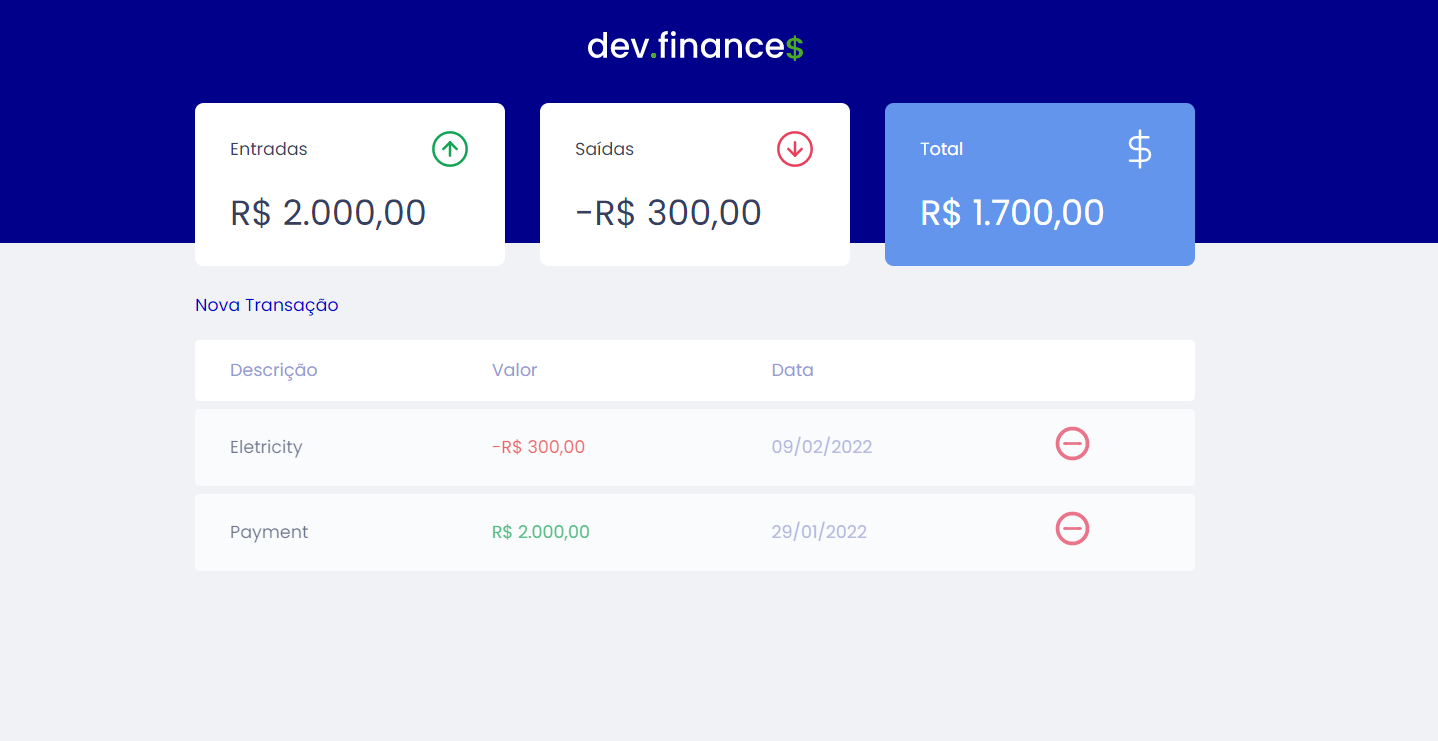 dev.finance$
Entradas
R$ 2.000,00
Saídas
-R$ 300,00
Total
$
R$ 1.700,00
Nova Transação
Descrição Valor Data
Eletricity -R$ 300,00 09/02/2022
Payment R$ 2.000,00 29/01/2022